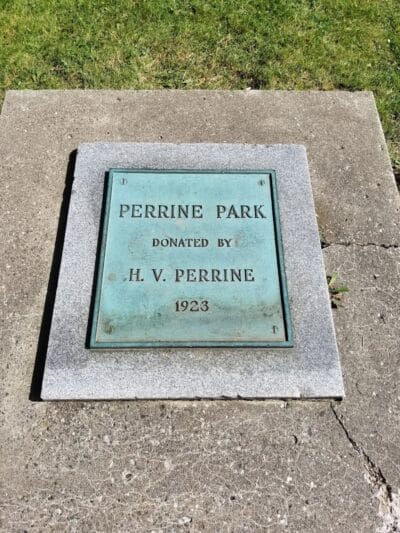 PERRINE PARK
DONATED BY
H. V. PERRINE
1923